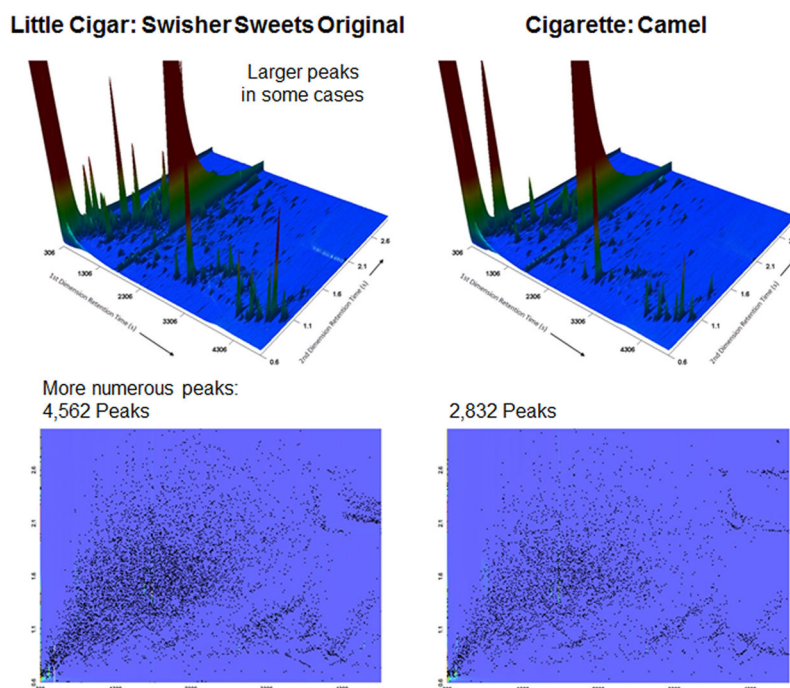 Little Cigar: Swisher Sweets Original
Cigarette: Camel
Larger peaks
in some cases
306
1306
2306
3306
4306
1st Dimension Retention Time (s)
0.6
1.1
1.6
2.1
2.6
2nd Dimension Retention Time (s)
306
1306
2306
3306
4306
1st Dimension Retention Time (s)
0.6
1.1
1.6
2.1
2.6
2nd Dimension Retention Time (s)
More numerous peaks:
4,562 Peaks
2,832 Peaks
2.6
2.1
1.6
1.1
0.6
2.6
2.1
1.6
1.1
0.6